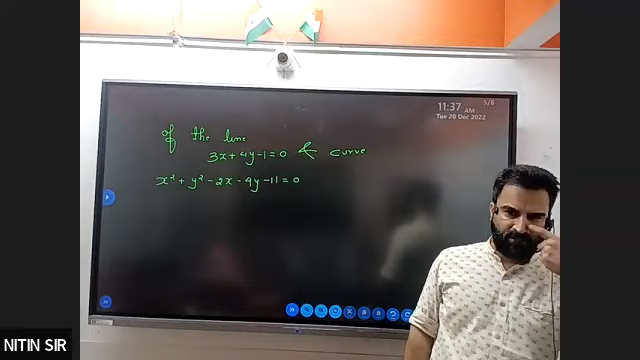 11:37 AM
5/6
Tue 20 Dec 2022
of the line
3x + 4y - 1 = 0 & curve
x² + y² - 2x - 4y - 11 = 0
NITIN SIR